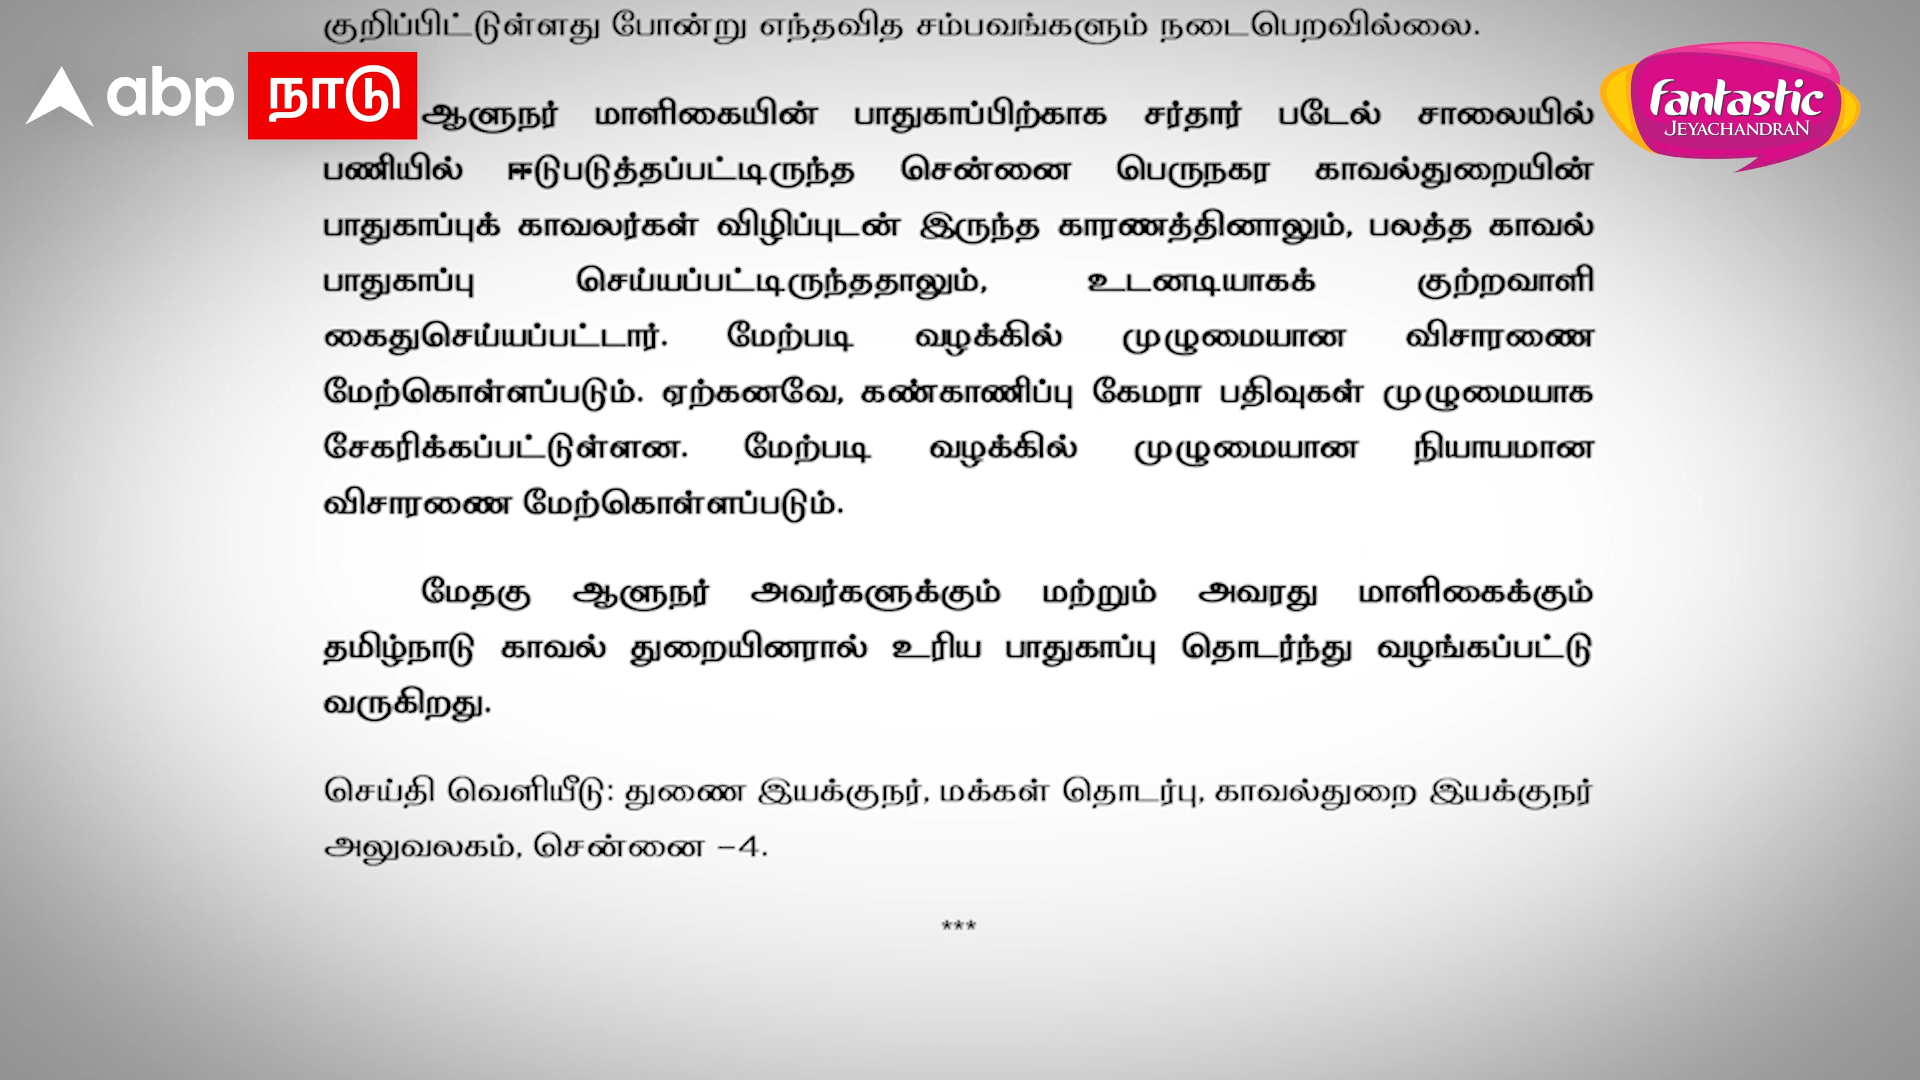 குறிப்பிட்டுள்ளது போன்று எந்தவித சம்பவங்களும் நடைபெறவில்லை.
abp நாடு
fantastic
JEYACHANDRAN
ஆளுநர் மாளிகையின் பாதுகாப்பிற்காக சர்தார் படேல் சாலையில்
பணியில் ஈடுபடுத்தப்பட்டிருந்த சென்னை பெருநகர காவல்துறையின்
பாதுகாப்புக் காவலர்கள் விழிப்புடன் இருந்த காரணத்தினாலும், பலத்த காவல்
பாதுகாப்பு செய்யப்பட்டிருந்ததாலும், உடனடியாகக் குற்றவாளி
கைதுசெய்யப்பட்டார். மேற்படி வழக்கில் முழுமையான விசாரணை
மேற்கொள்ளப்படும். ஏற்கனவே, கண்காணிப்பு கேமரா பதிவுகள் முழுமையாக
சேகரிக்கப்பட்டுள்ளன. மேற்படி வழக்கில் முழுமையான நியாயமான
விசாரணை மேற்கொள்ளப்படும்.
மேதகு ஆளுநர் அவர்களுக்கும் மற்றும் அவரது மாளிகைக்கும்
தமிழ்நாடு காவல் துறையினரால் உரிய பாதுகாப்பு தொடர்ந்து வழங்கப்பட்டு
வருகிறது.
செய்தி வெளியீடு: துணை இயக்குநர், மக்கள் தொடர்பு, காவல்துறை இயக்குநர்
அலுவலகம், சென்னை –4.
***